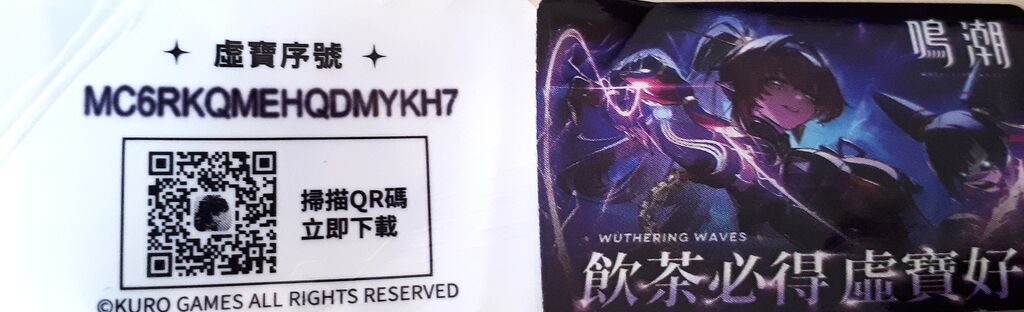 虛寶序號
MC6RKQMEHQDMYKH7
掃描QR碼
立即下載
©KURO GAMES ALL RIGHTS RESERVED
鳴潮
WUTHERING WAVES
飲茶必得虛寶好